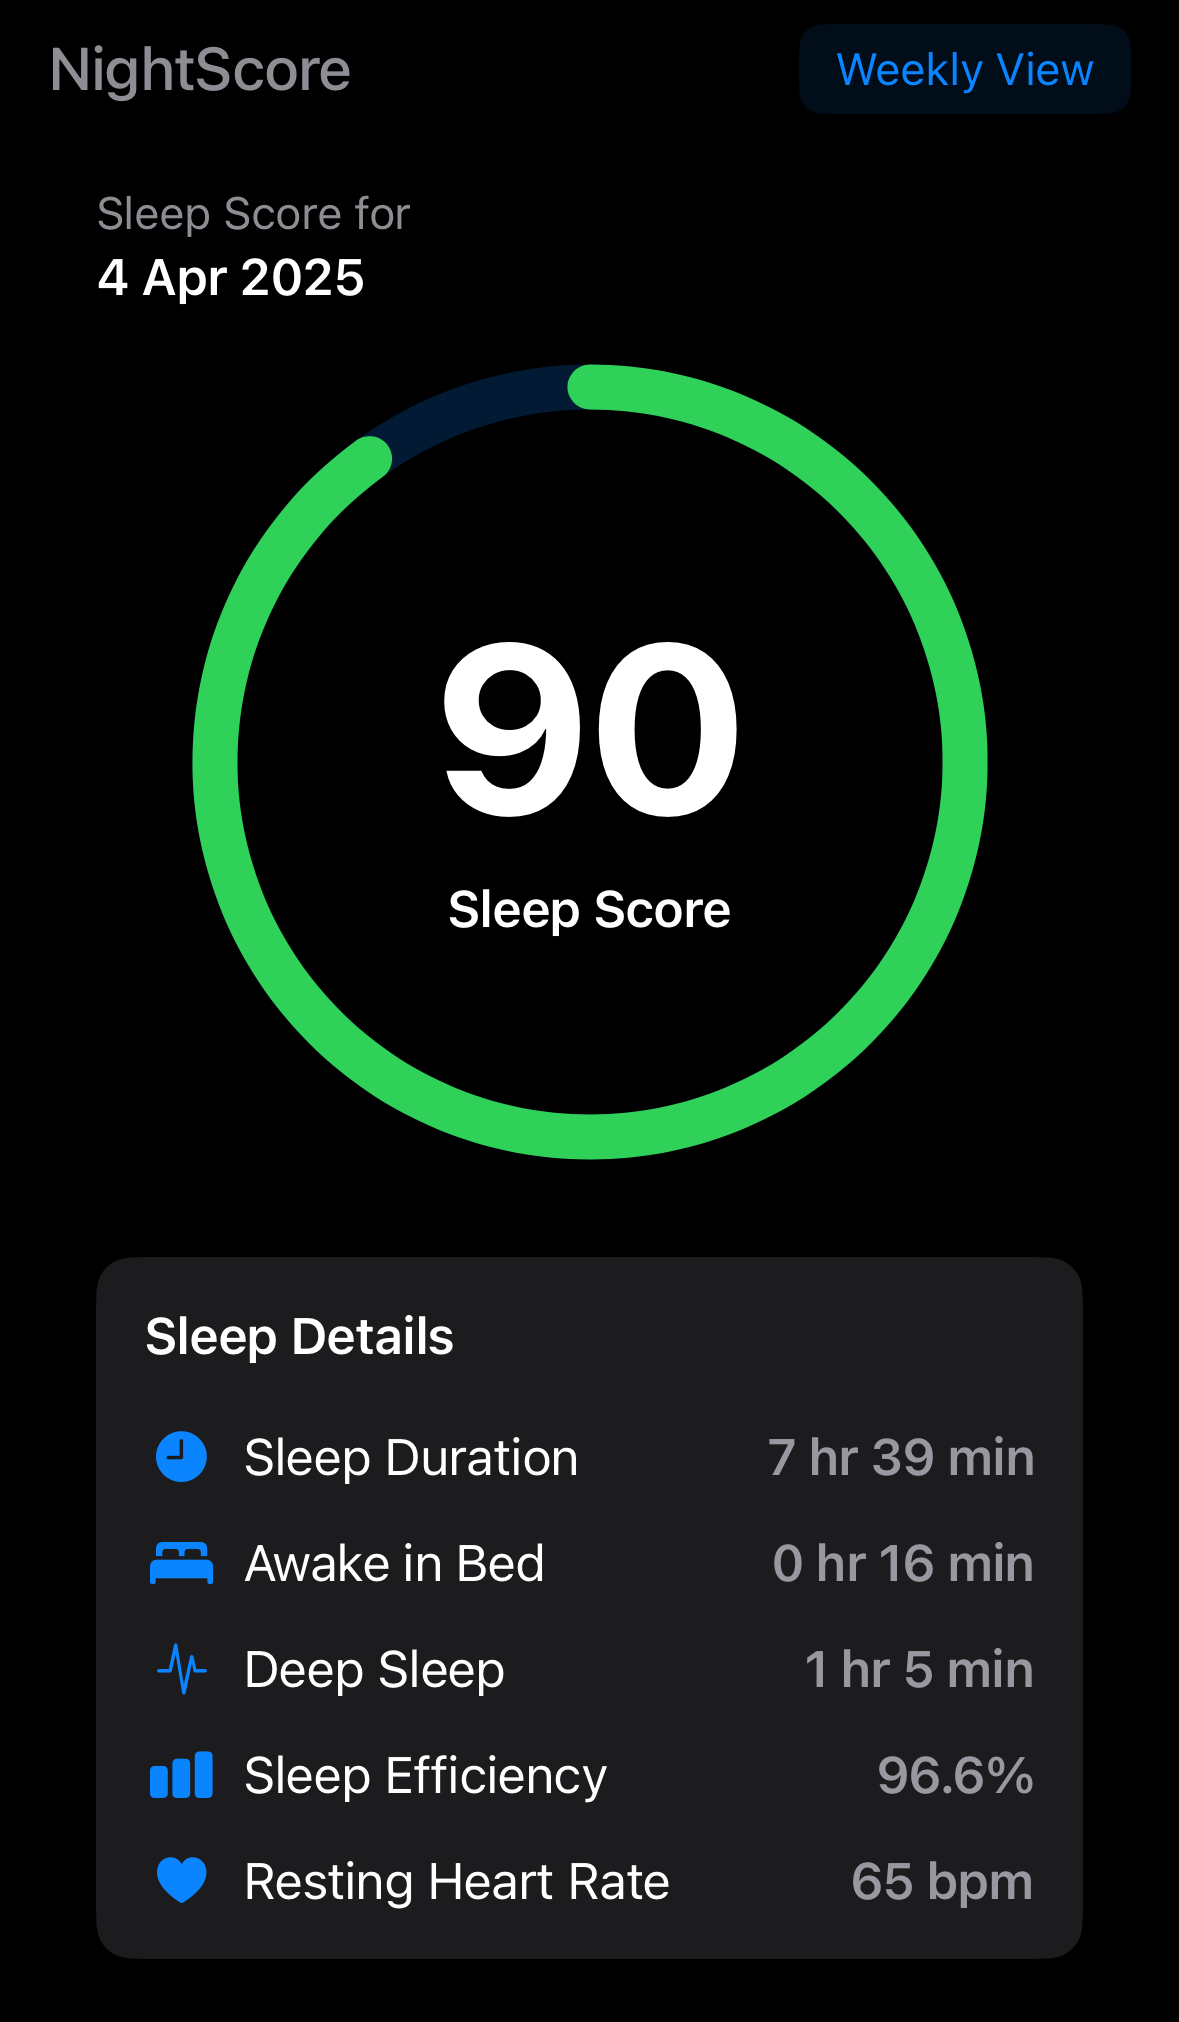 NightScore
Weekly View
Sleep Score for
4 Apr 2025
90
Sleep Score
Sleep Details
Sleep Duration 7 hr 39 min
Awake in Bed 0 hr 16 min
Deep Sleep 1 hr 5 min
Sleep Efficiency 96.6%
Resting Heart Rate 65 bpm